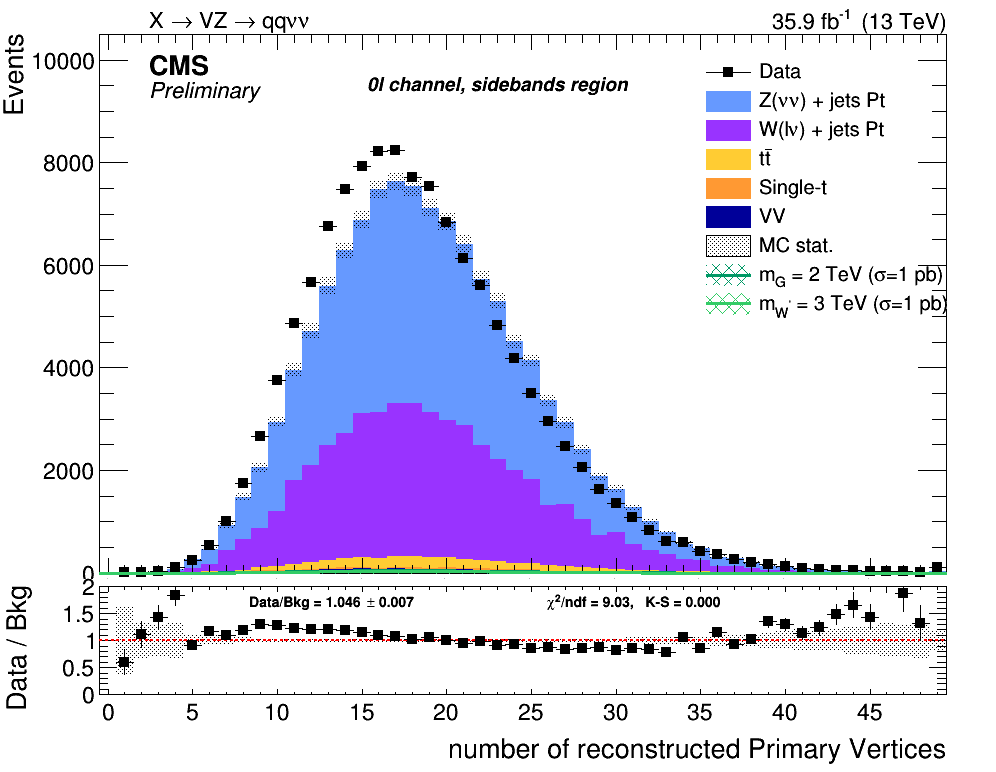 X → VZ → qqνν
35.9 fb⁻¹ (13 TeV)
Events
10000
8000
6000
4000
2000
0
CMS
Preliminary
0l channel, sidebands region
Data
Z(νν) + jets Pt
W(lν) + jets Pt
tt̄
Single-t
VV
MC stat.
m_G = 2 TeV (σ=1 pb)
m_W' = 3 TeV (σ=1 pb)
Data / Bkg
2
1.5
1
0.5
0
Data/Bkg = 1.046 ± 0.007
χ²/ndf = 9.03, K-S = 0.000
0 5 10 15 20 25 30 35 40 45
number of reconstructed Primary Vertices